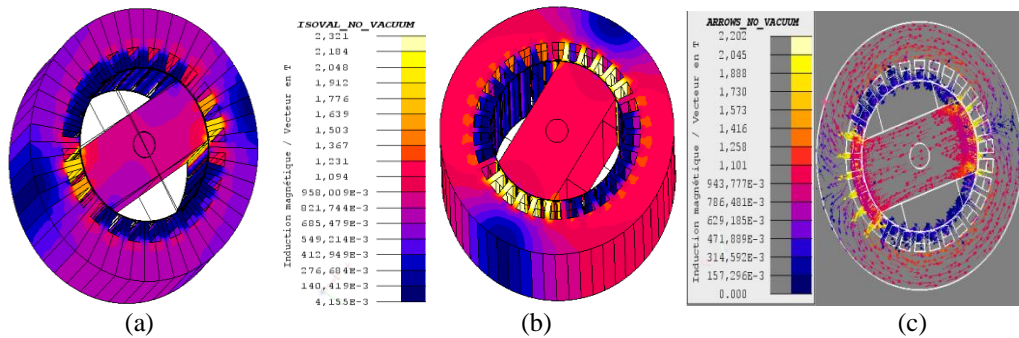 ISOVAL_NO_VACUUM
2,321
2,184
2,048
1,912
1,776
1,639
1,503
1,367
1,231
1,094
958,009E-3
821,744E-3
685,479E-3
549,214E-3
412,949E-3
276,684E-3
140,419E-3
4,155E-3
Induction magnétique / Vecteur en T
ARROWS_NO_VACUUM
2,202
2,045
1,888
1,730
1,573
1,416
1,258
1,101
943,777E-3
786,481E-3
629,185E-3
471,889E-3
314,592E-3
157,296E-3
0.000
Induction magnétique / Vecteur en T
(a)
(b)
(c)